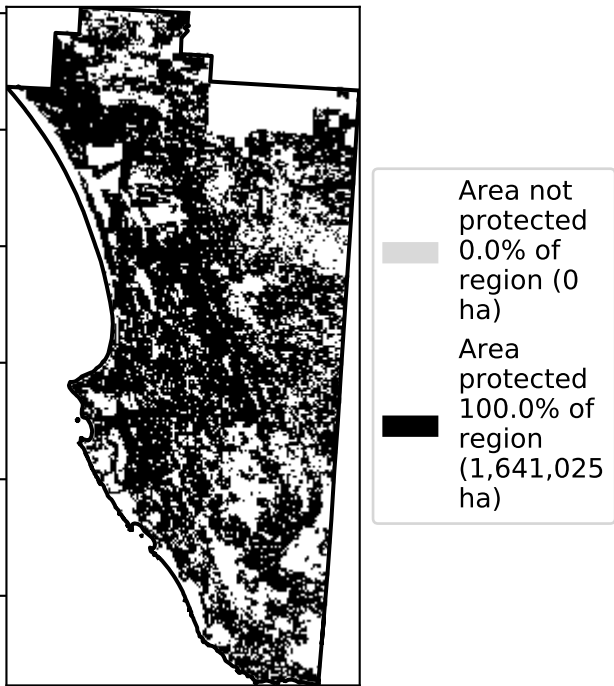 Area not
protected
0.0% of
region (0
ha)
Area
protected
100.0% of
region
(1,641,025
ha)